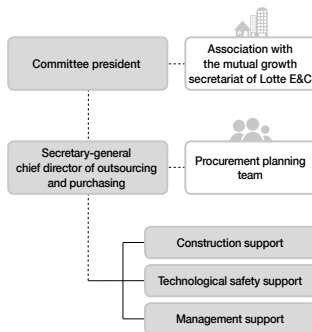 Committee president
Association with
the mutual growth
secretariat of Lotte E&C
Secretary-general
chief director of outsourcing
and purchasing
Procurement planning
team
Construction support
Technological safety support
Management support